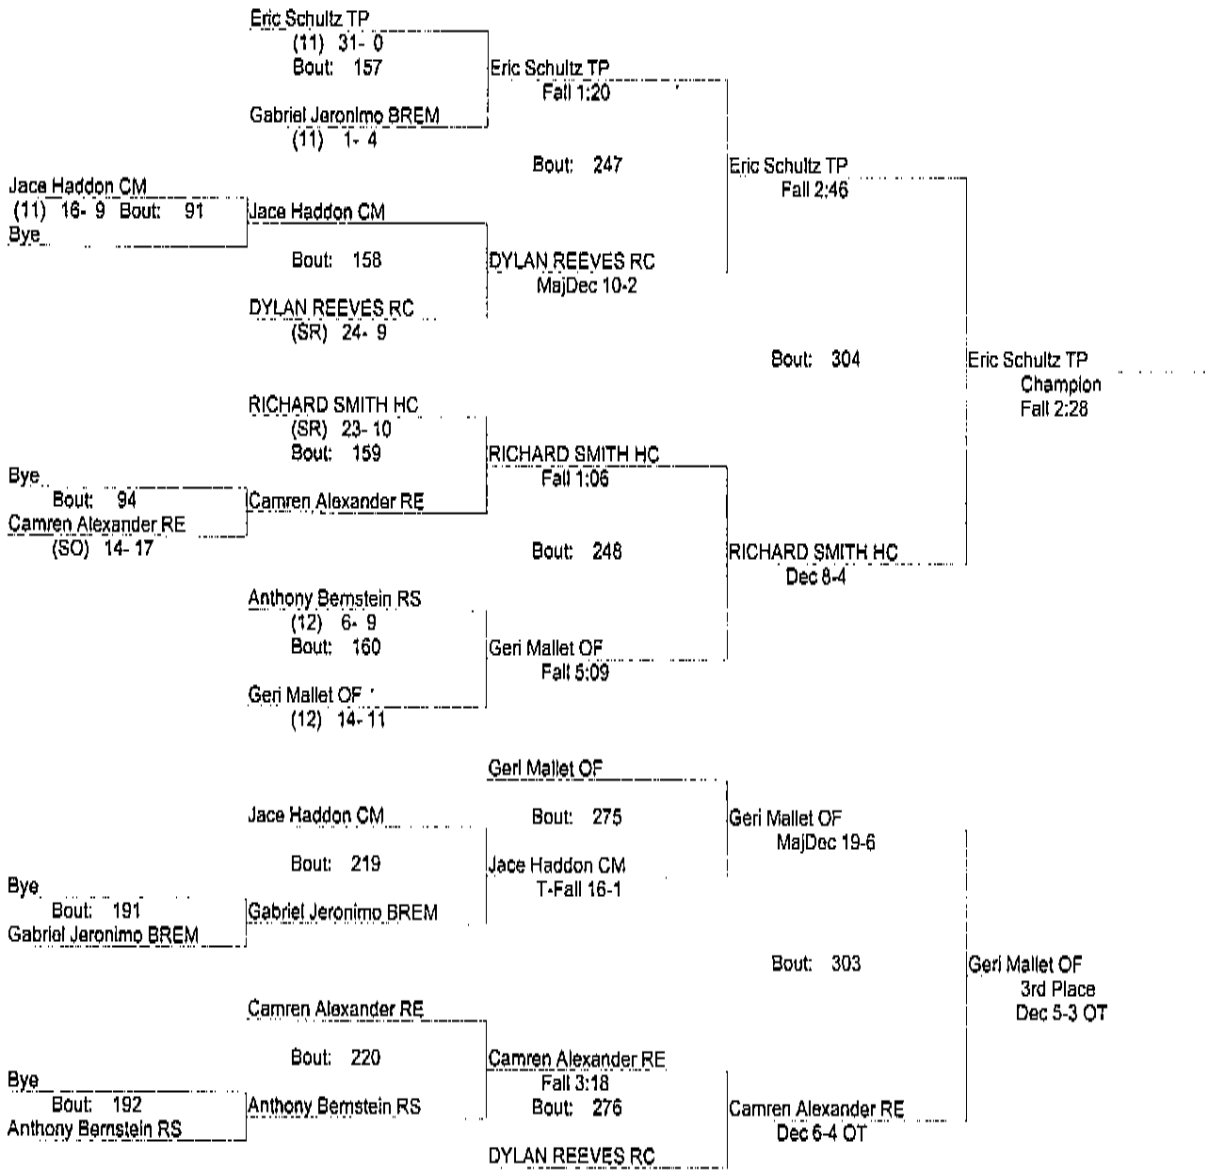 Eric Schultz TP
(11) 31- 0
Bout: 157
Eric Schultz TP
Fall 1:20
Gabriel Jeronimo BREM
(11) 1- 4
Bout: 247
Eric Schultz TP
Fall 2:46
Jace Haddon CM
(11) 16- 9 Bout: 91
Bye
Jace Haddon CM
Bout: 158
DYLAN REEVES RC
MajDec 10-2
DYLAN REEVES RC
(SR) 24- 9
Bout: 304
Eric Schultz TP
Champion
Fall 2:28
RICHARD SMITH HC
(SR) 23- 10
Bout: 159
RICHARD SMITH HC
Fall 1:06
Bye
Bout: 94
Camren Alexander RE
(SO) 14- 17
Camren Alexander RE
Bout: 248
RICHARD SMITH HC
Dec 8-4
Anthony Bernstein RS
(12) 6- 9
Bout: 160
Geri Mallet OF
Fall 5:09
Geri Mallet OF
(12) 14- 11
Geri Mallet OF
Jace Haddon CM
Bout: 275
Geri Mallet OF
MajDec 19-6
Bout: 219
Jace Haddon CM
T-Fall 16-1
Bye
Bout: 191
Gabriel Jeronimo BREM
Gabriel Jeronimo BREM
Bout: 303
Geri Mallet OF
3rd Place
Dec 5-3 OT
Camren Alexander RE
Bout: 220
Camren Alexander RE
Fall 3:18
Bye
Bout: 192
Anthony Bernstein RS
Anthony Bernstein RS
Bout: 276
Camren Alexander RE
Dec 6-4 OT
DYLAN REEVES RC